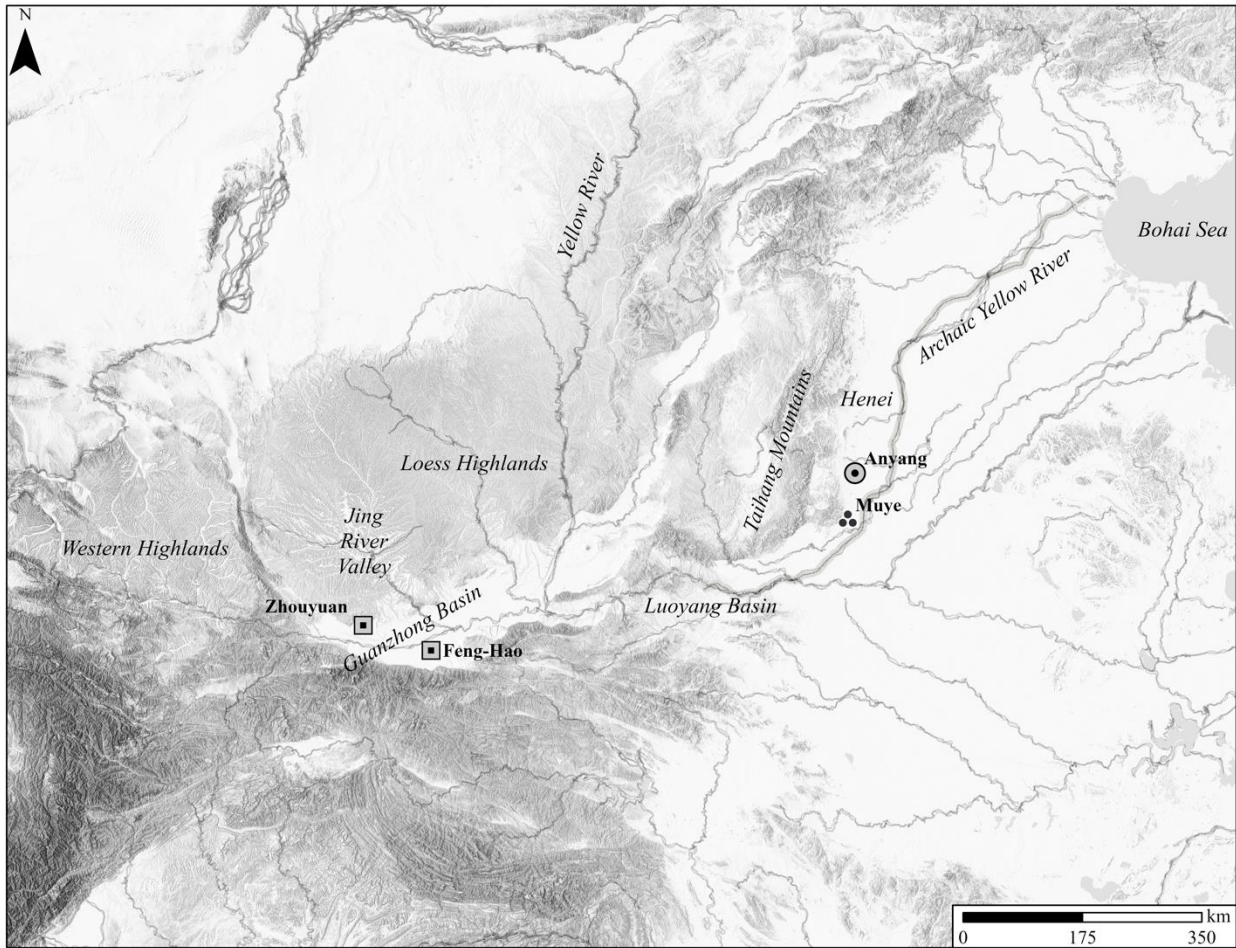 N
Yellow River
Bohai Sea
Archaic Yellow River
Taihang Mountains
Henei
Anyang
Loess Highlands
Muye
Jing
River
Valley
Western Highlands
Zhouyuan
Guanzhong Basin
Luoyang Basin
Feng-Hao
km
0 175 350